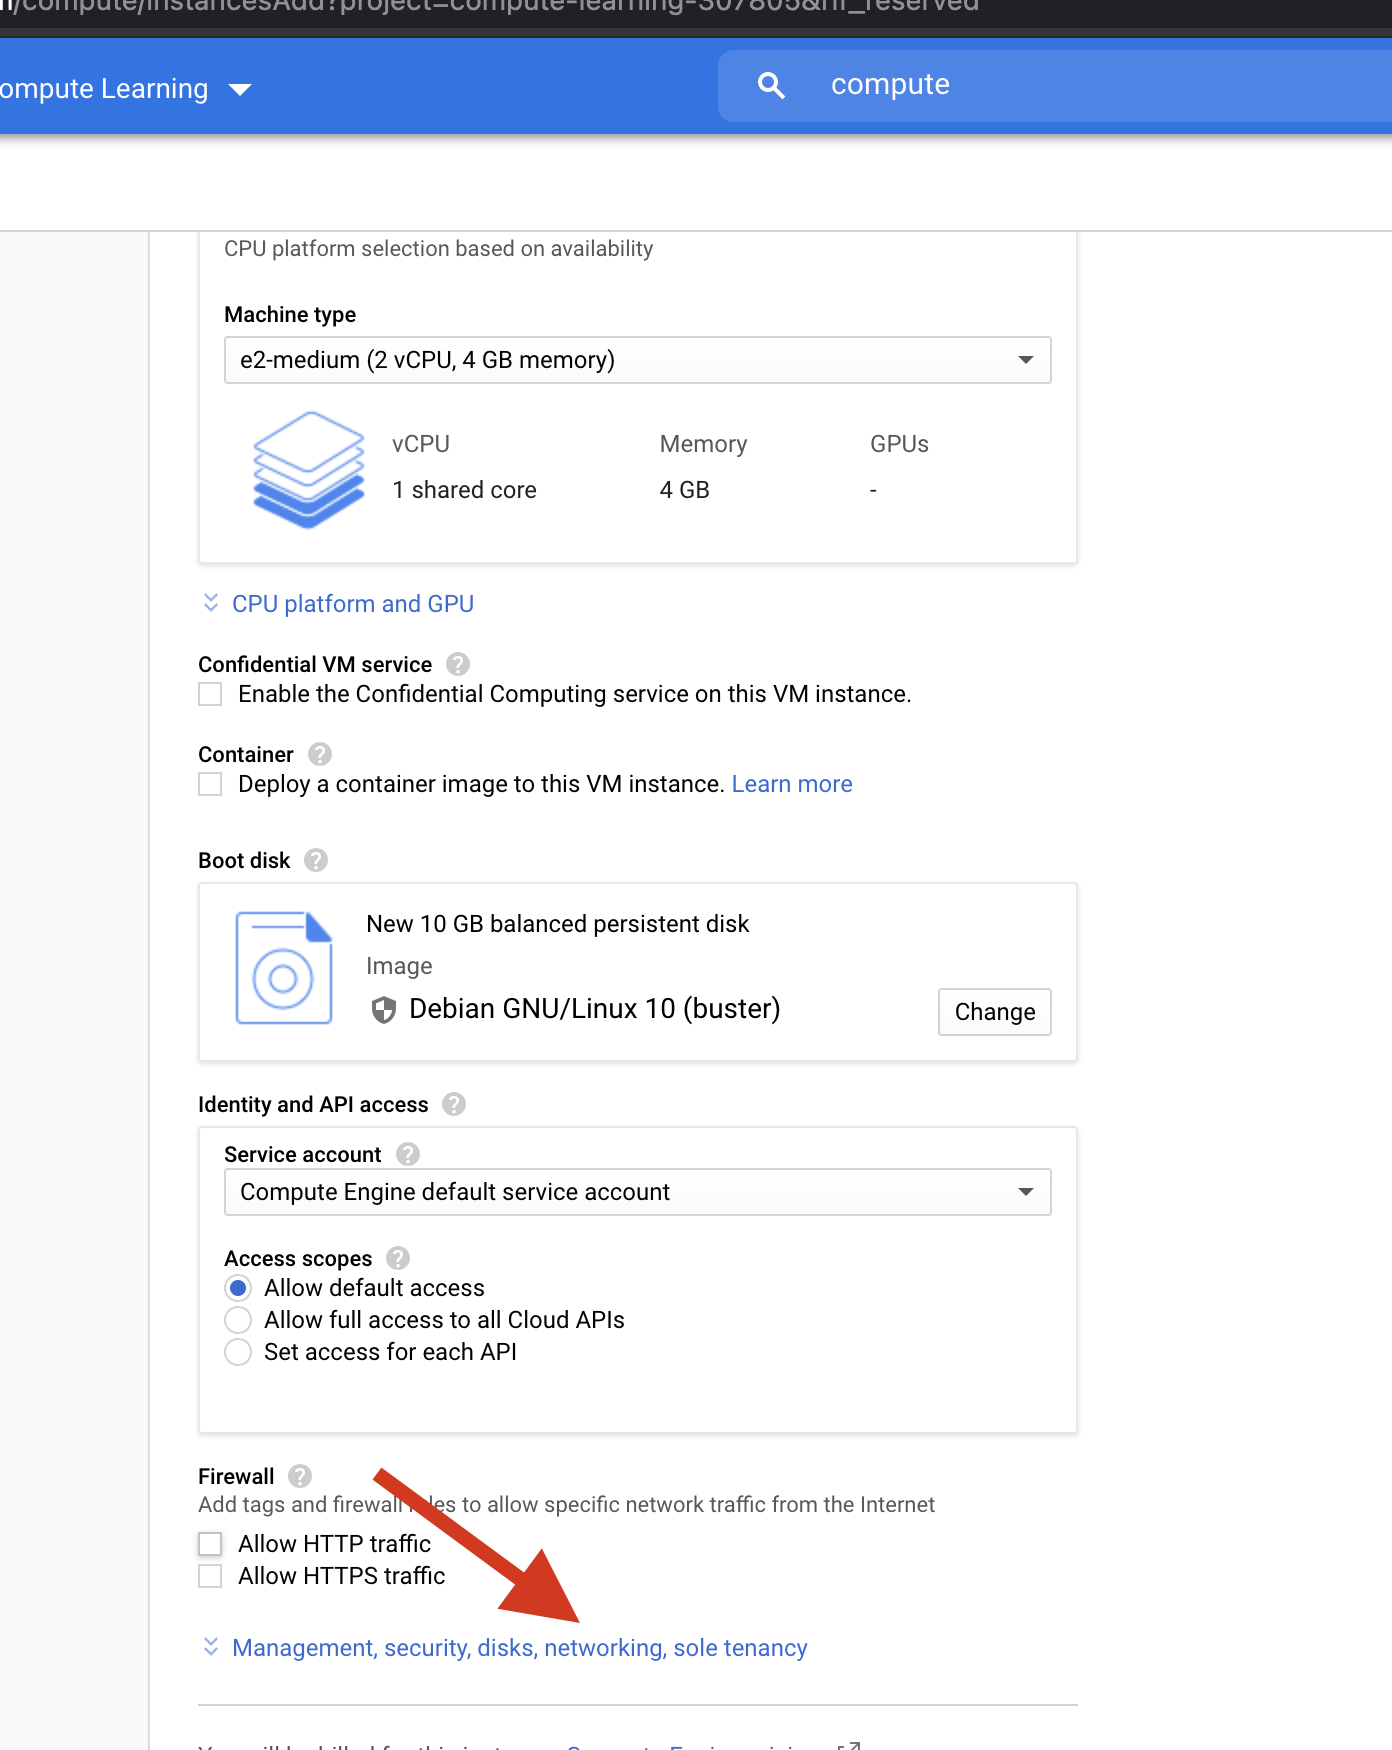 /compute/instancesAdd?project=compute-learning-307805&rif_reserved
ompute Learning
compute
CPU platform selection based on availability
Machine type
e2-medium (2 vCPU, 4 GB memory)
vCPU Memory GPUs
1 shared core 4 GB -
CPU platform and GPU
Confidential VM service ?
Enable the Confidential Computing service on this VM instance.
Container ?
Deploy a container image to this VM instance. Learn more
Boot disk ?
New 10 GB balanced persistent disk
Image
Debian GNU/Linux 10 (buster)
Change
Identity and API access ?
Service account ?
Compute Engine default service account
Access scopes ?
Allow default access
Allow full access to all Cloud APIs
Set access for each API
Firewall ?
Add tags and firewall rules to allow specific network traffic from the Internet
Allow HTTP traffic
Allow HTTPS traffic
Management, security, disks, networking, sole tenancy